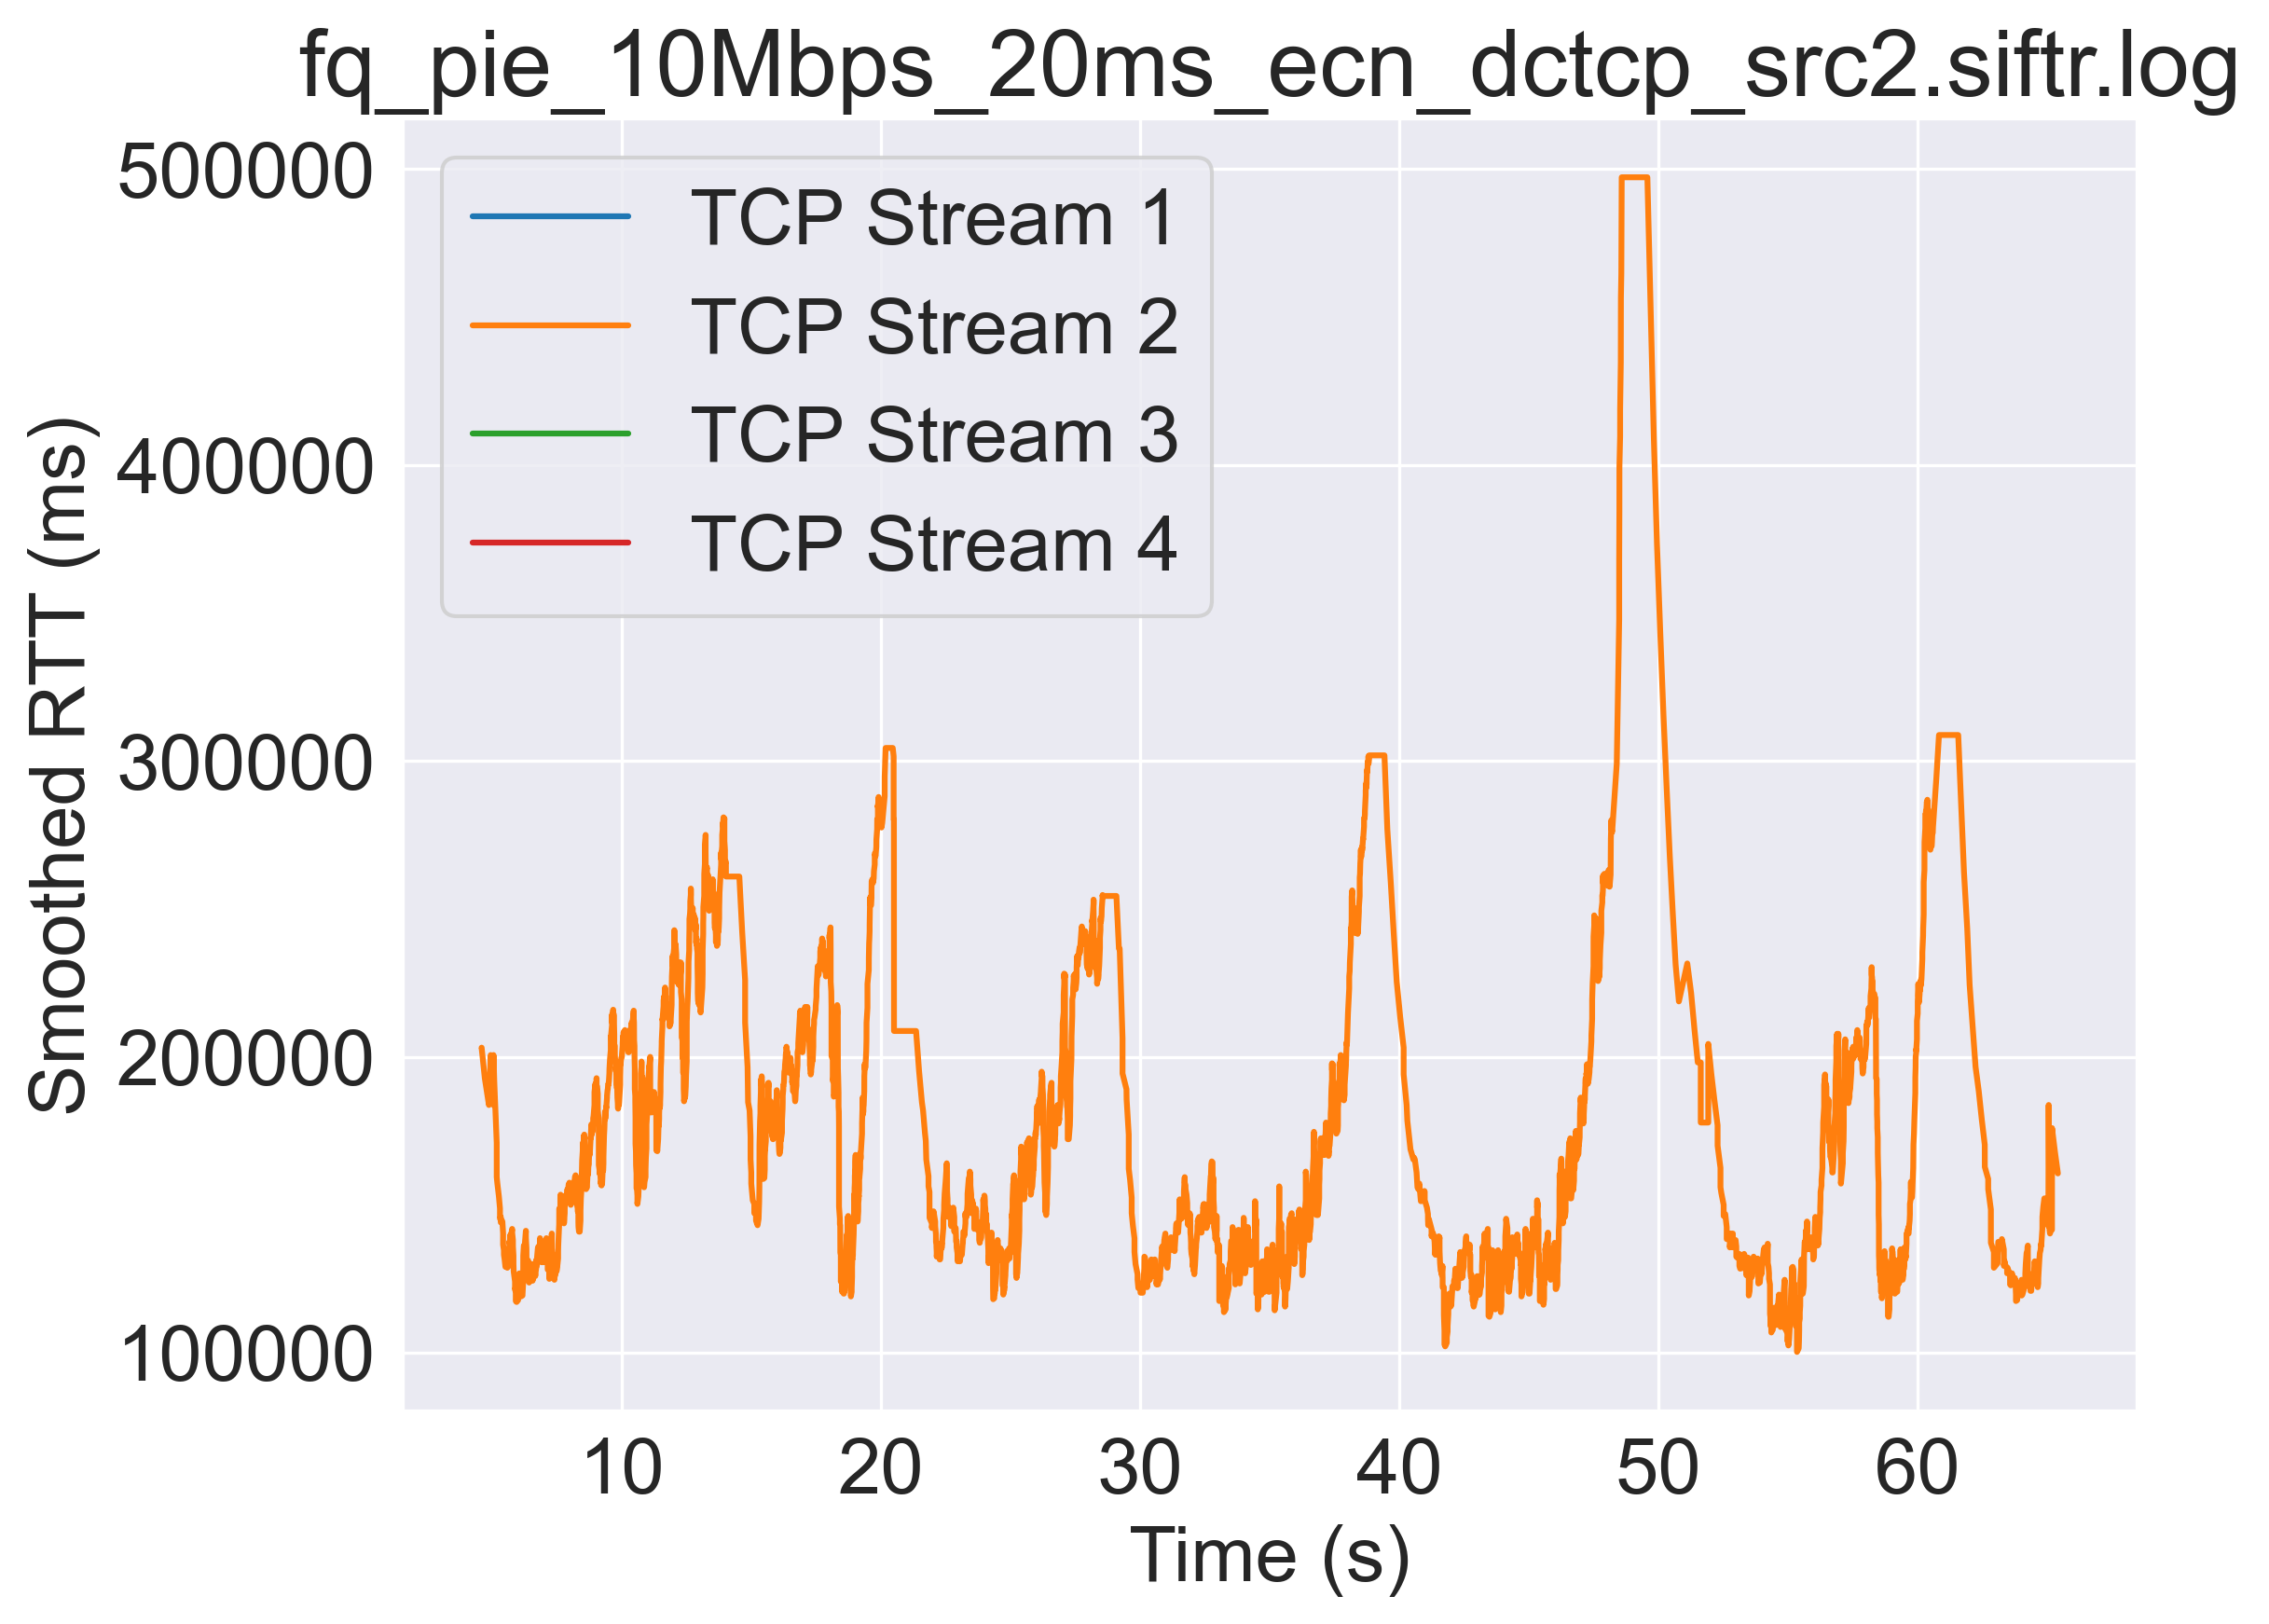 fq_pie_10Mbps_20ms_ecn_dctcp_src2.siftr.log
500000
400000
300000
200000
100000
Smoothed RTT (ms)
TCP Stream 1
TCP Stream 2
TCP Stream 3
TCP Stream 4
10 20 30 40 50 60
Time (s)